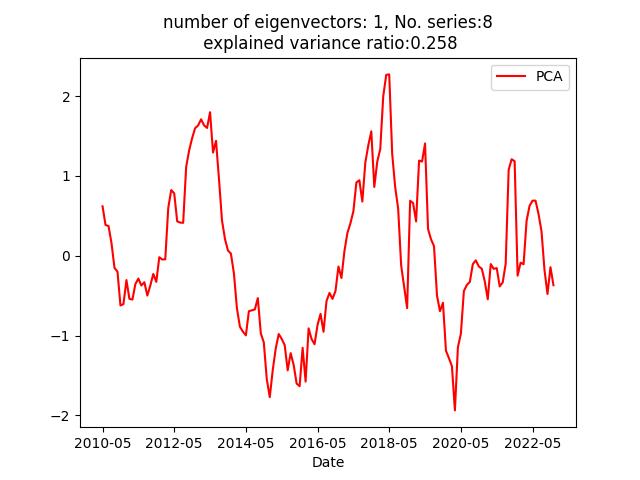 number of eigenvectors: 1, No. series:8
explained variance ratio:0.258
PCA
2
1
0
−1
−2
2010-05 2012-05 2014-05 2016-05 2018-05 2020-05 2022-05
Date